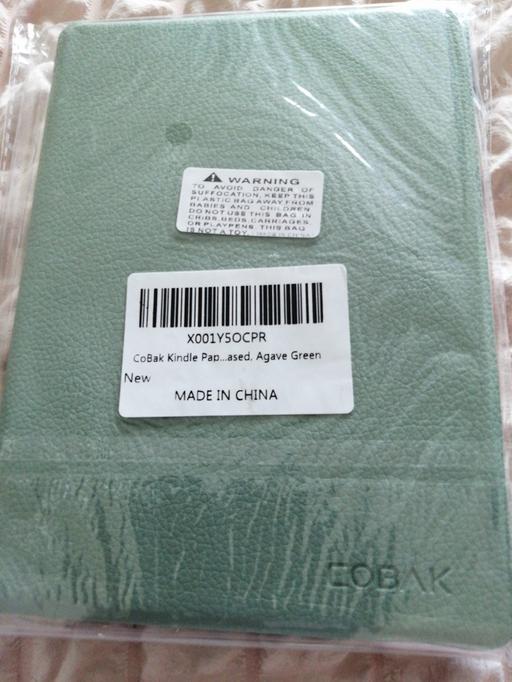 ⚠ WARNING
TO AVOID DANGER OF
SUFFOCATION, KEEP THIS
PLASTIC BAG AWAY FROM
BABIES AND CHILDREN
DO NOT USE THIS BAG IN
CRIBS, BEDS, CARRIAGES
OR PLAYPENS. THIS BAG
IS NOT A TOY.
X001Y5OCPR
CoBak Kindle Pap...ased, Agave Green
New
MADE IN CHINA
COBAK